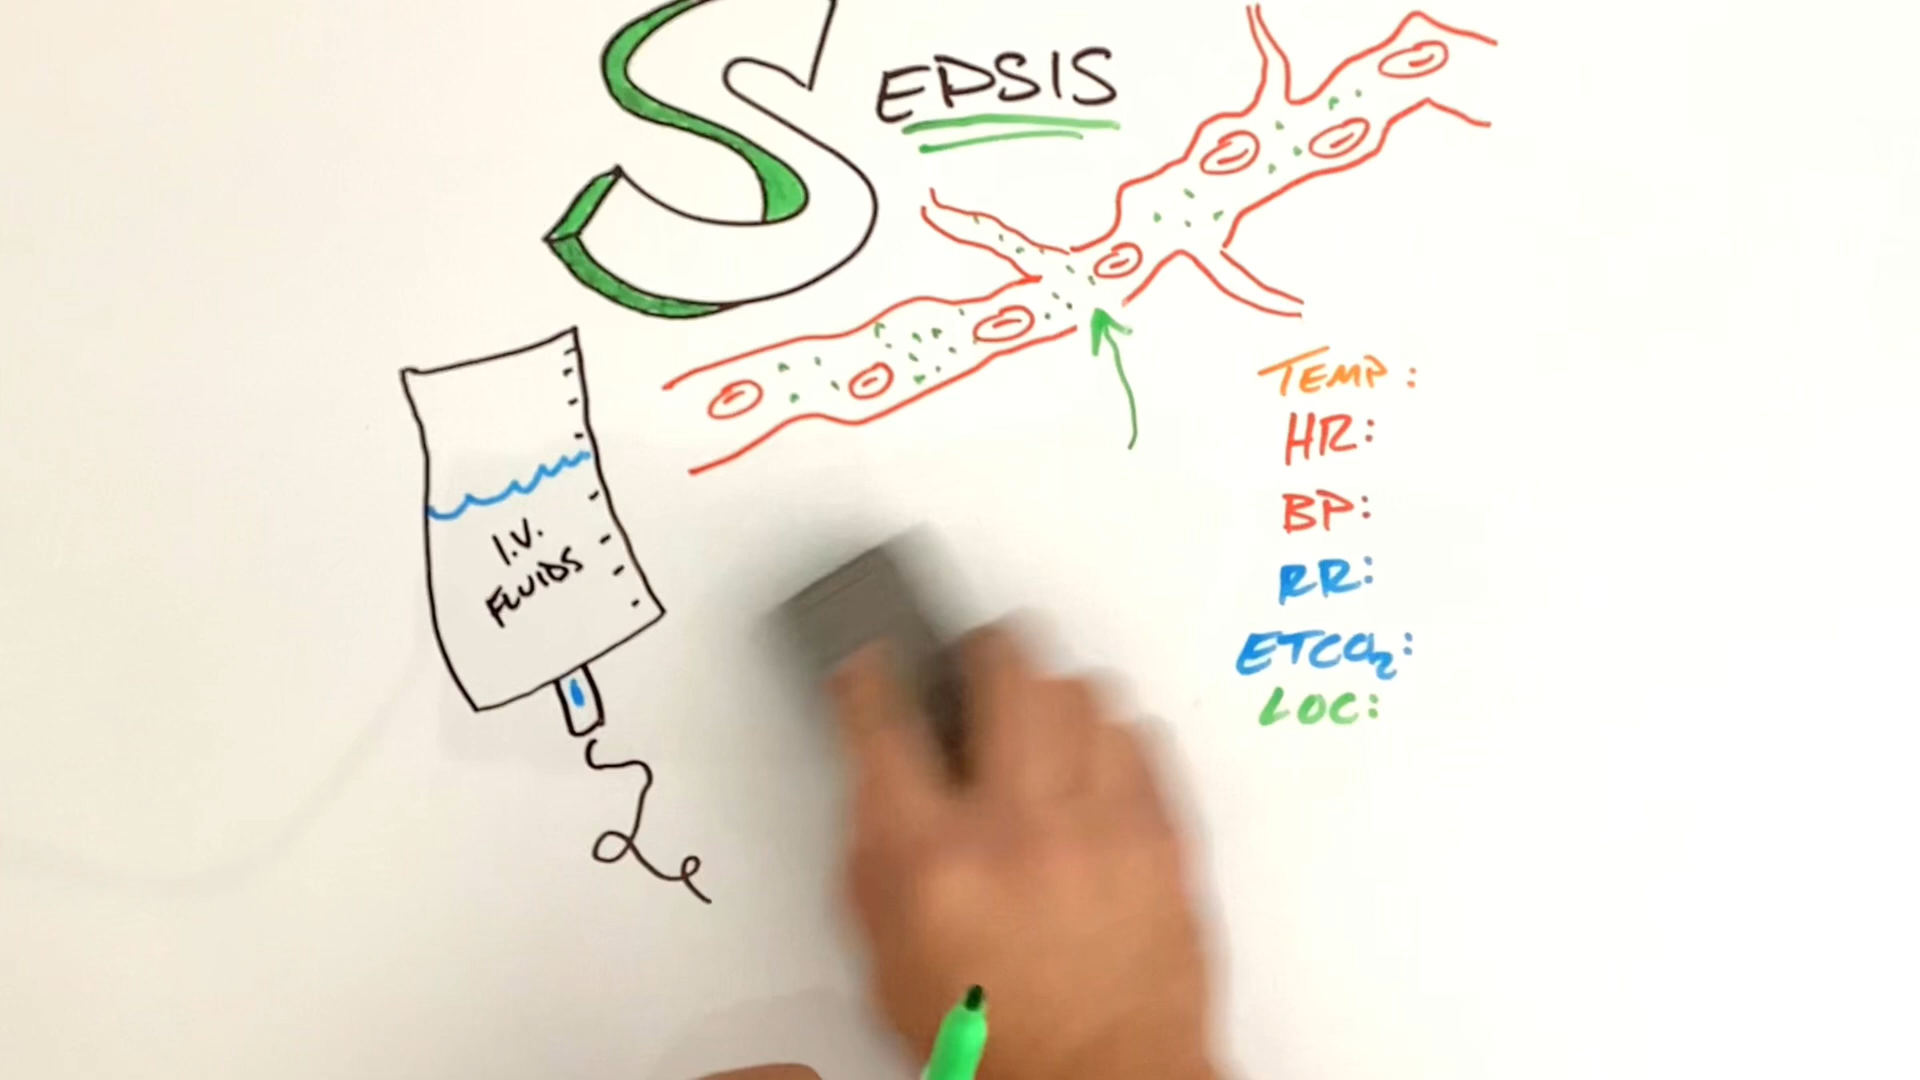 SEPSIS
I.V.
FLUIDS
TEMP:
HR:
BP:
RR:
ETCO2:
LOC: